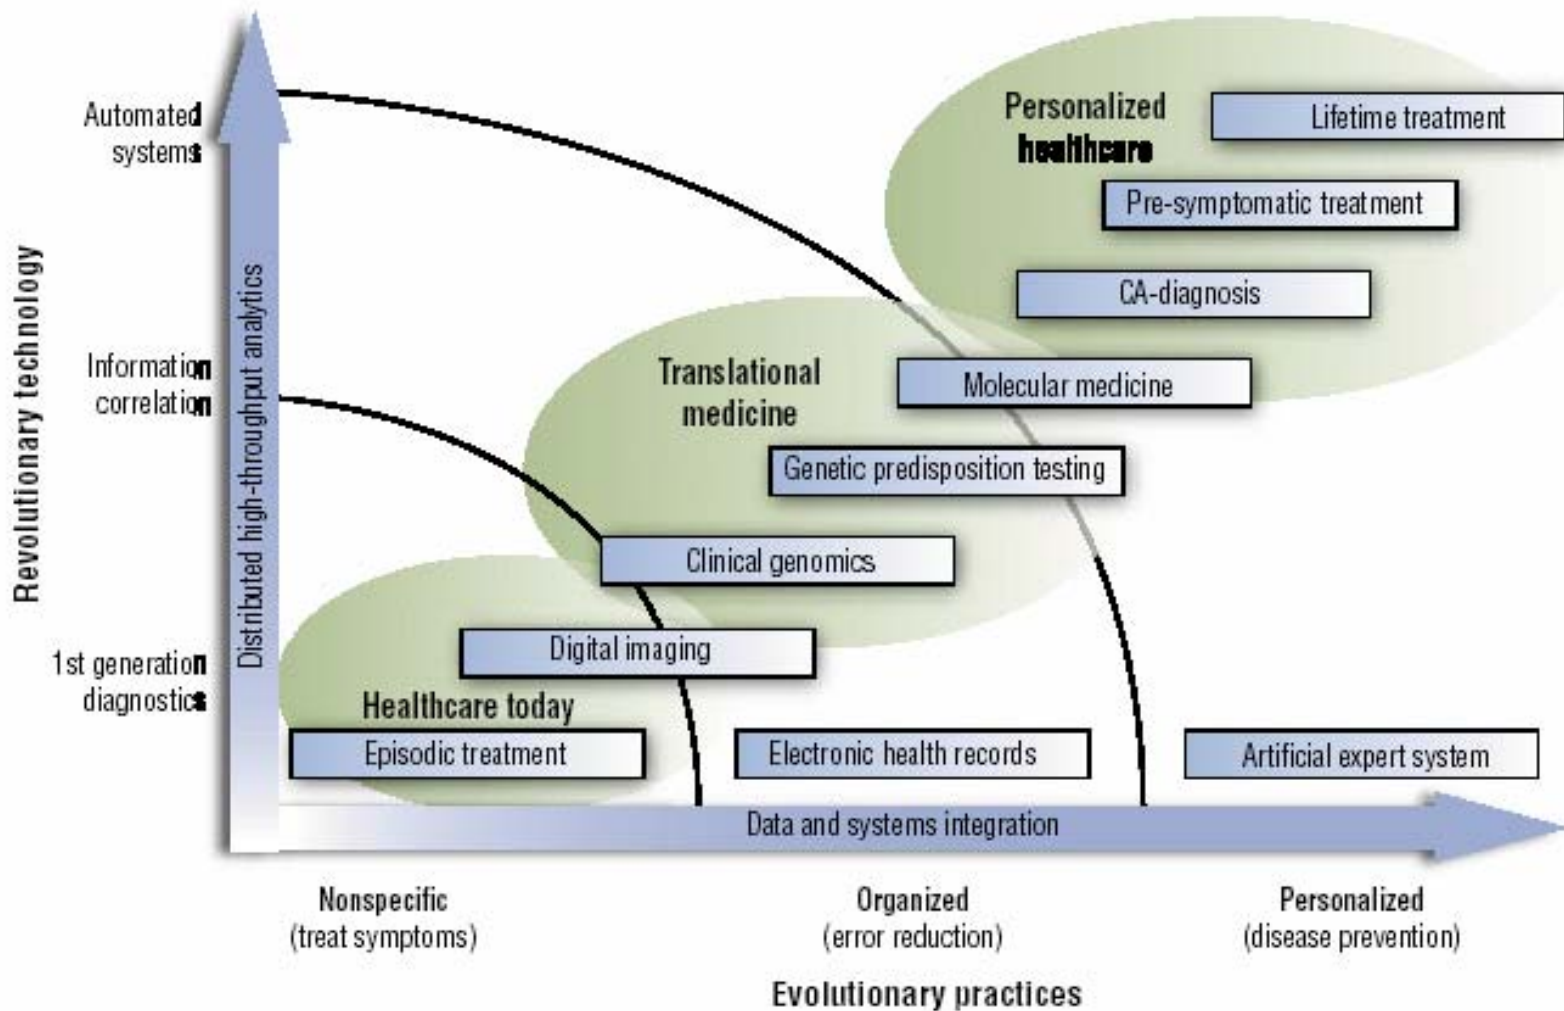 Revolutionary technology
Automated
systems
Information
correlation
1st generation
diagnostics
Distributed high-throughput analytics
Personalized
healthcare
Lifetime treatment
Pre-symptomatic treatment
CA-diagnosis
Translational
medicine
Molecular medicine
Genetic predisposition testing
Clinical genomics
Digital imaging
Healthcare today
Episodic treatment
Electronic health records
Artificial expert system
Data and systems integration
Nonspecific
(treat symptoms)
Organized
(error reduction)
Personalized
(disease prevention)
Evolutionary practices